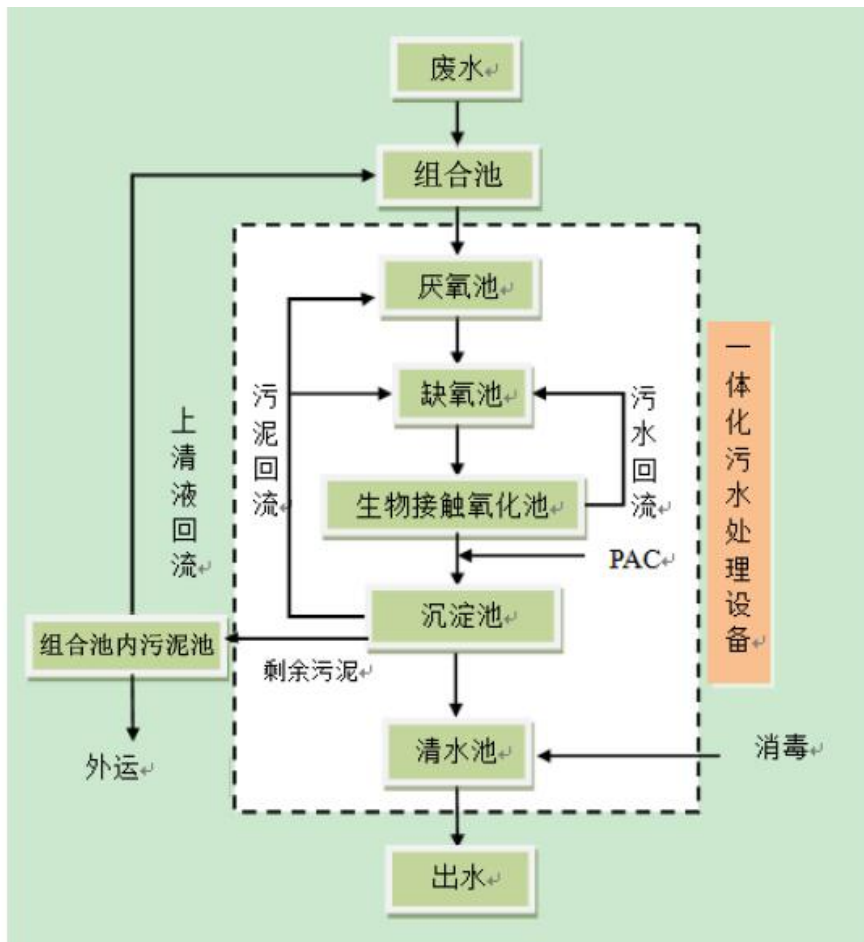 废水
组合池
厌氧池
缺氧池
污泥回流
污水回流
上清液回流
一体化污水处理设备
生物接触氧化池
PAC
沉淀池
组合池内污泥池
剩余污泥
清水池
消毒
外运
出水